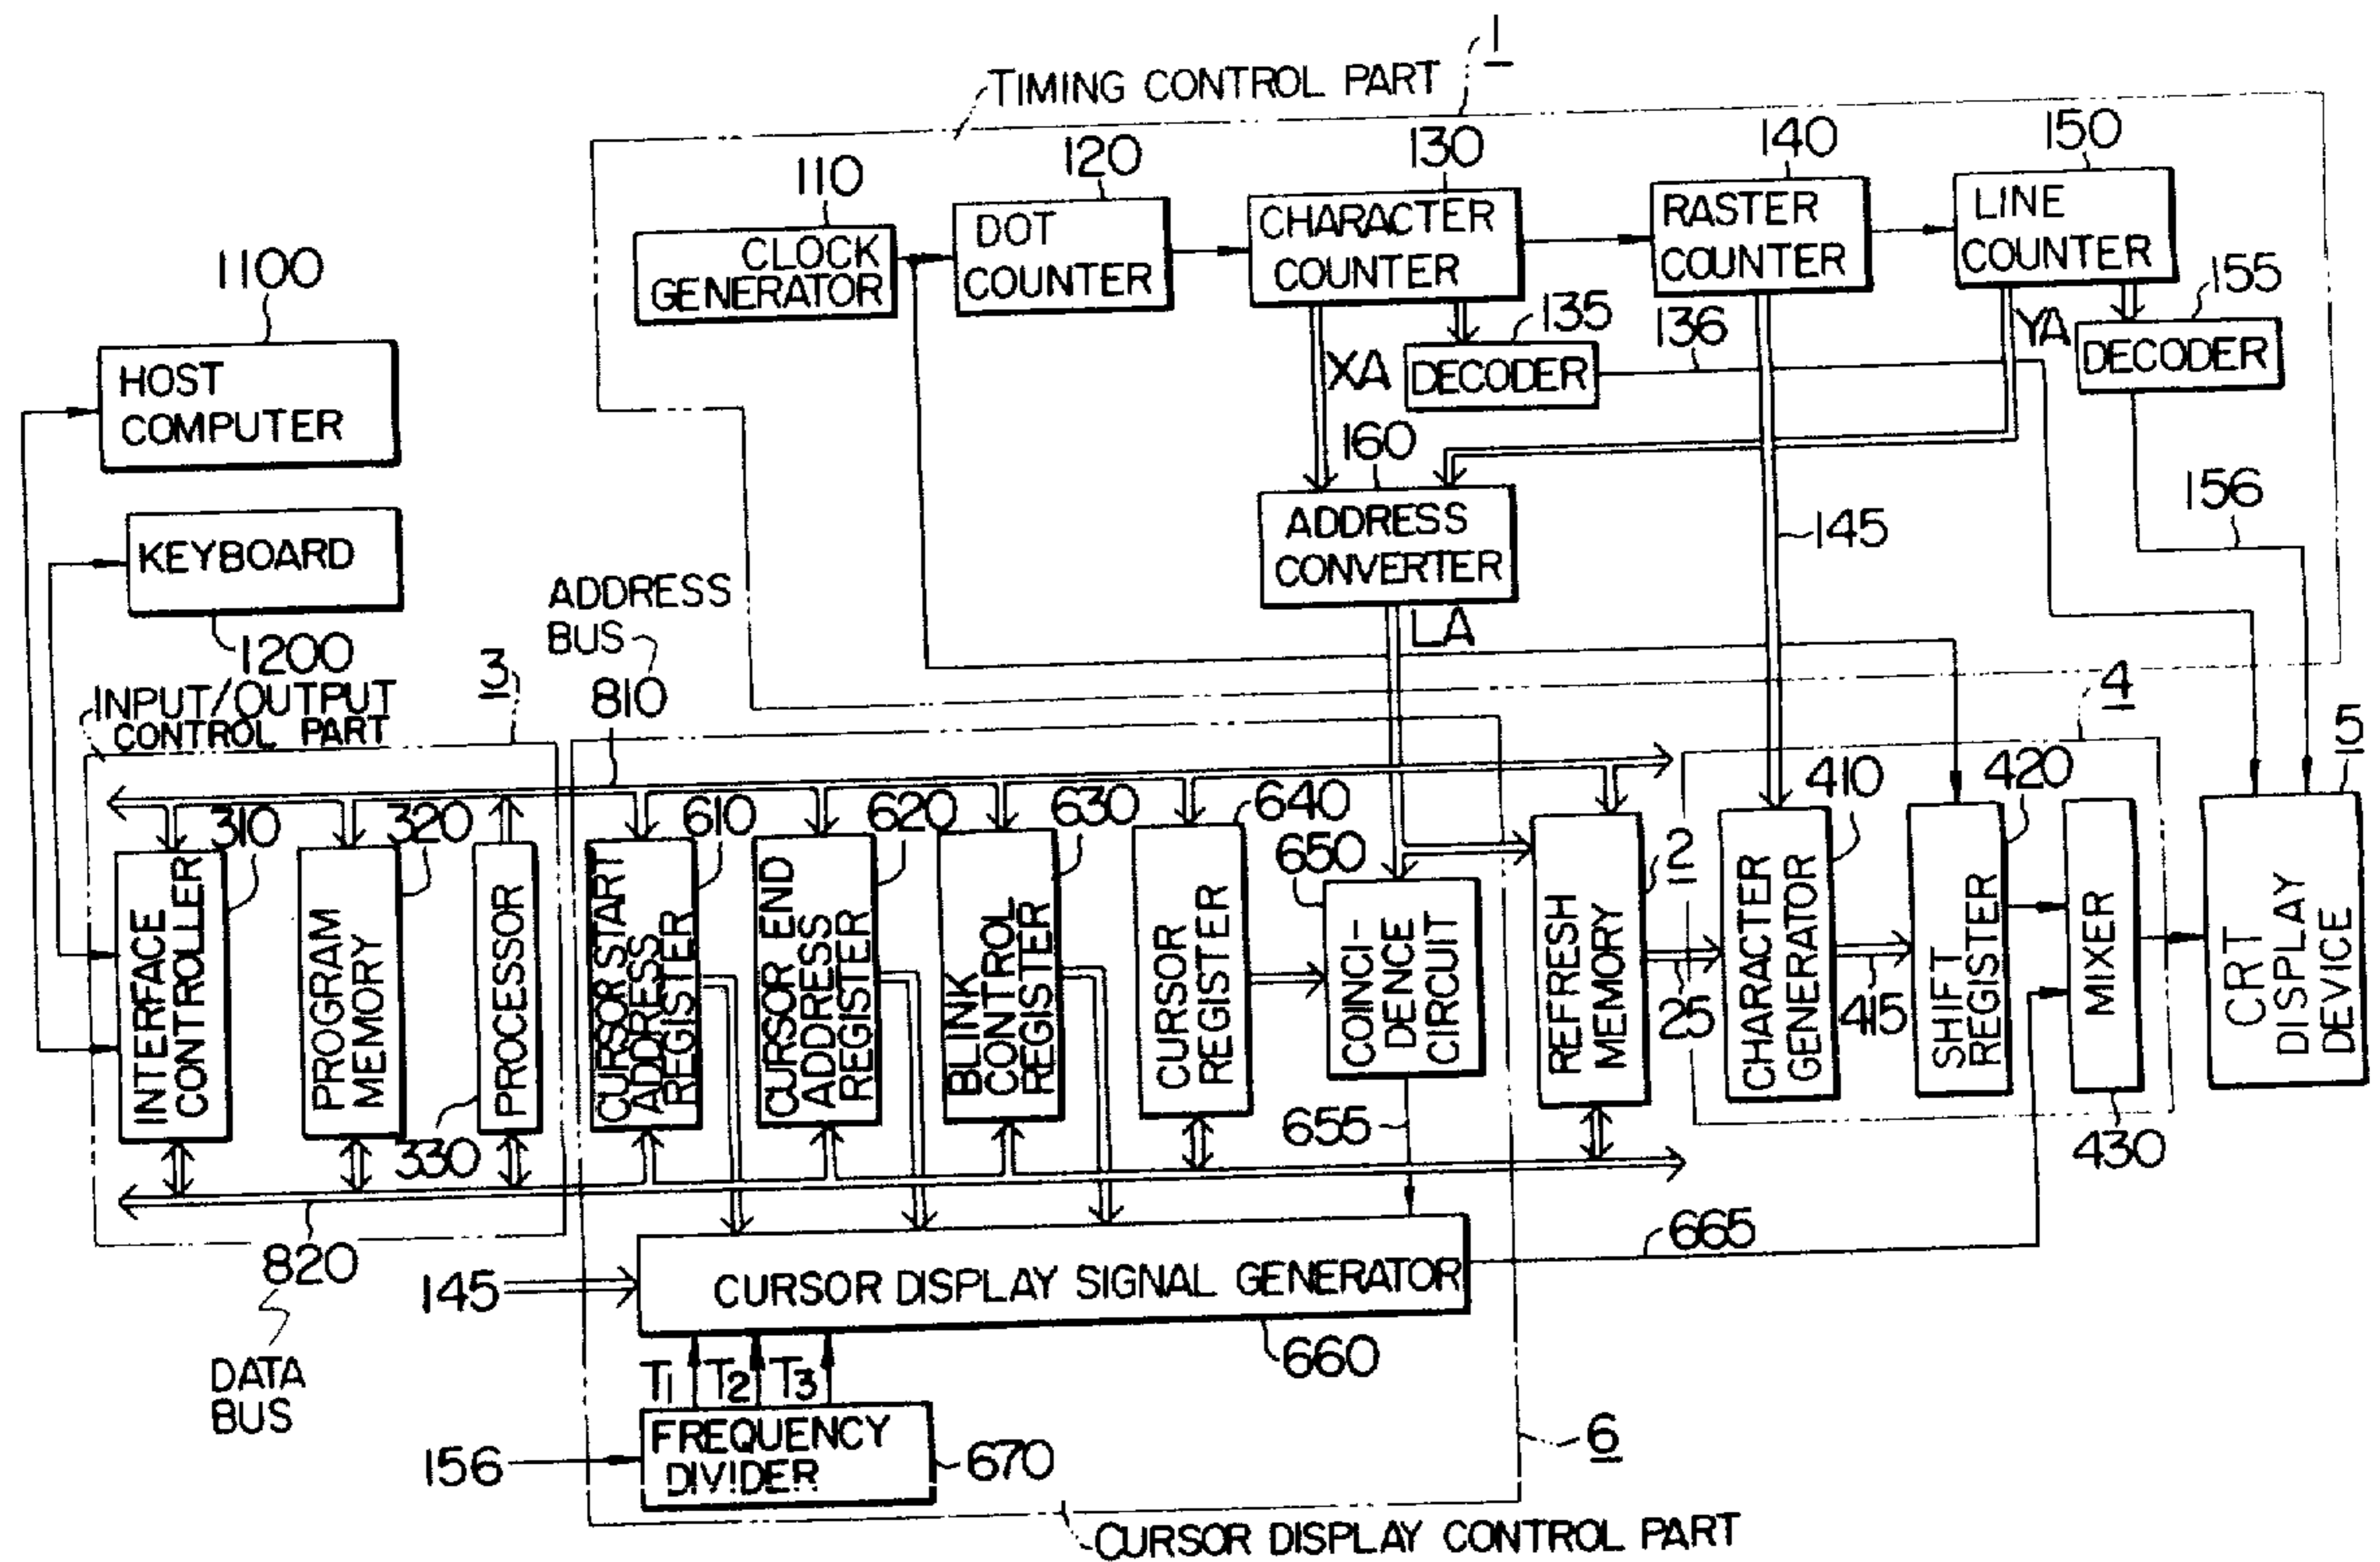 1
TIMING CONTROL PART
110
120
130
140
150
CLOCK
GENERATOR
DOT
COUNTER
CHARACTER
COUNTER
RASTER
COUNTER
LINE
COUNTER
1100
HOST
COMPUTER
XA
135
DECODER
136
YA
155
DECODER
160
ADDRESS
CONVERTER
145
156
KEYBOARD
1200
ADDRESS
BUS
810
LA
3
INPUT/OUTPUT
CONTROL PART
4
5
310
INTERFACE
CONTROLLER
320
PROGRAM
MEMORY
330
PROCESSOR
610
CURSOR START
ADDRESS
REGISTER
620
CURSOR END
ADDRESS
REGISTER
630
BLINK
CONTROL
REGISTER
640
CURSOR
REGISTER
650
COINCI-
DENCE
CIRCUIT
2
REFRESH
MEMORY
25
410
CHARACTER
GENERATOR
415
420
SHIFT
REGISTER
MIXER
430
CRT
DISPLAY
DEVICE
655
820
DATA
BUS
145
CURSOR DISPLAY SIGNAL GENERATOR
665
660
T1 T2 T3
156
FREQUENCY
DIVIDER
670
6
CURSOR DISPLAY CONTROL PART